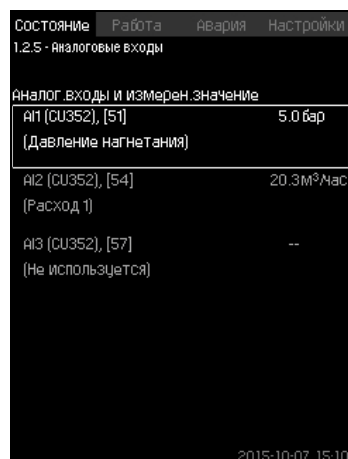 Состояние Работа Авария Настройки
1.2.5 - Аналоговые входы
Аналог.входы и измерен.значение
AI1 (CU352), [51] 5.0 бар
(Давление нагнетания)
AI2 (CU352), [54] 20.3м³/час
(Расход 1)
AI3 (CU352), [57] --
(Не используется)
2015-10-07 15:10